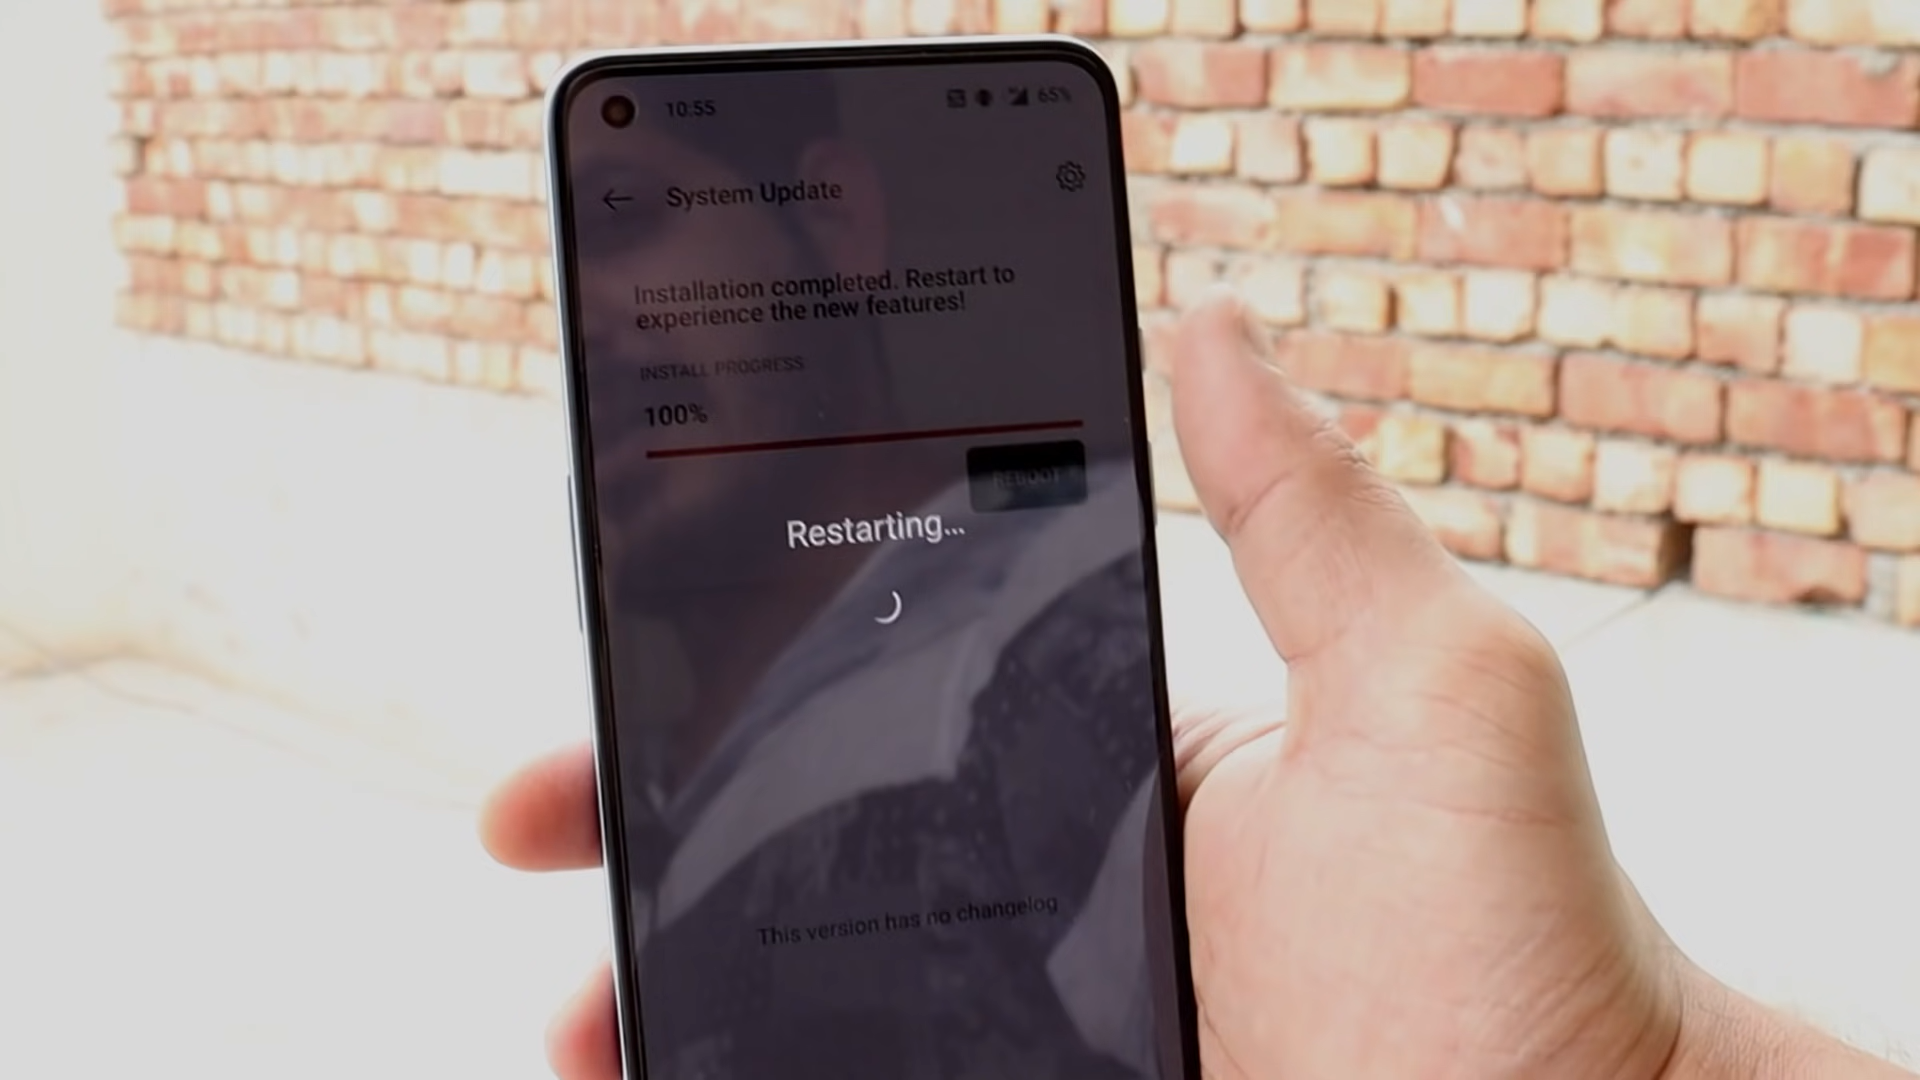 10:55
65%
System Update
Installation completed. Restart to
experience the new features!
INSTALL PROGRESS
100%
REBOOT
Restarting...
This version has no changelog